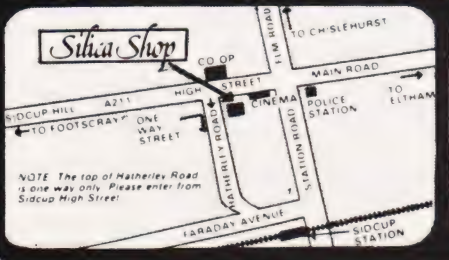 Silica Shop
ELM ROAD
TO CHISLEHURST
CO OP
MAIN ROAD
HIGH STREET
SIDCUP HILL A211
CINEMA
TO ELTHAM
POLICE STATION
TO FOOTSCRAY
ONE WAY STREET
HATHERLEY ROAD
STATION ROAD
NOTE The top of Hatherley Road
is one way only. Please enter from
Sidcup High Street
FARADAY AVENUE
SIDCUP STATION